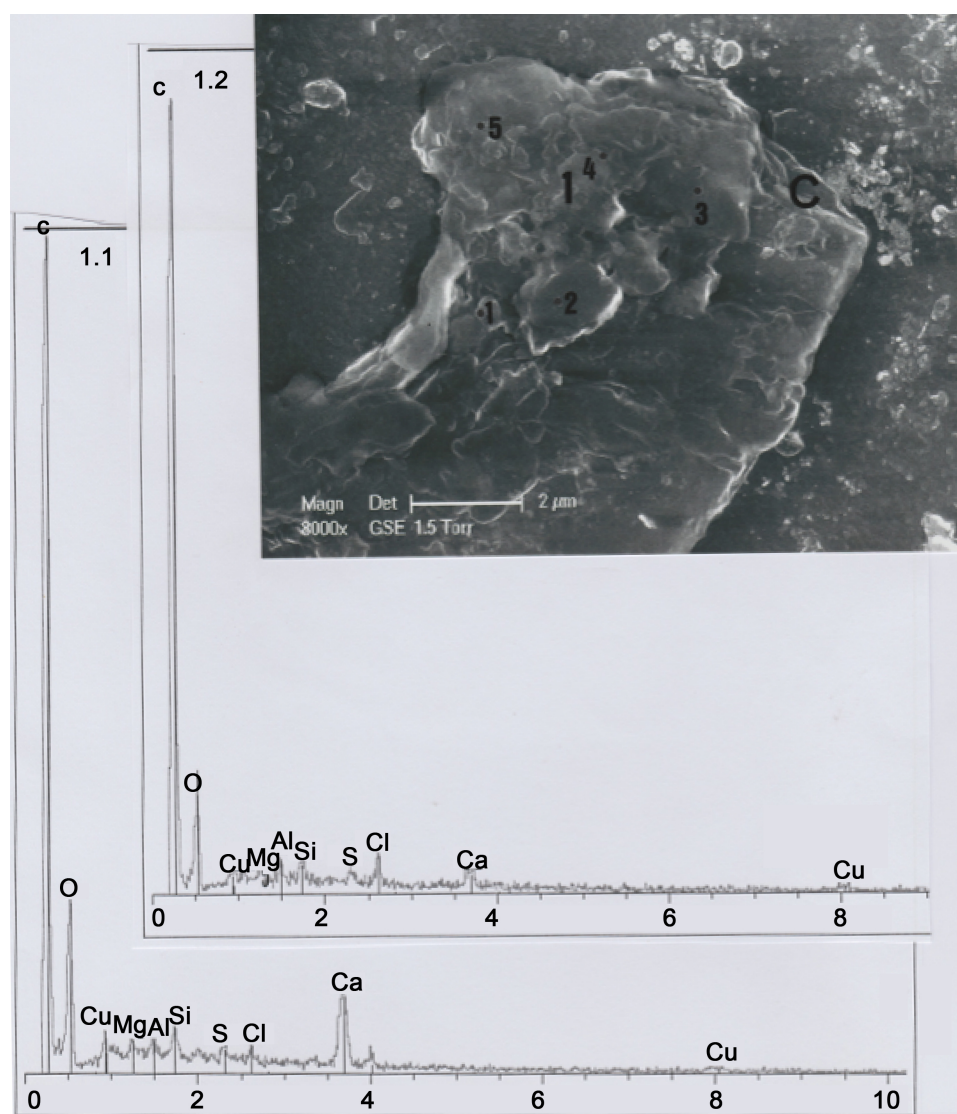 c 1.2
5
4
1
C
3
2
1
Magn Det 2 µm
8000x GSE 1.5 Torr
c
1.1
O
Cu Mg Al Si S Cl Ca Cu
0 2 4 6 8
O
Cu Mg Al Si S Cl Ca Cu
0 2 4 6 8 10